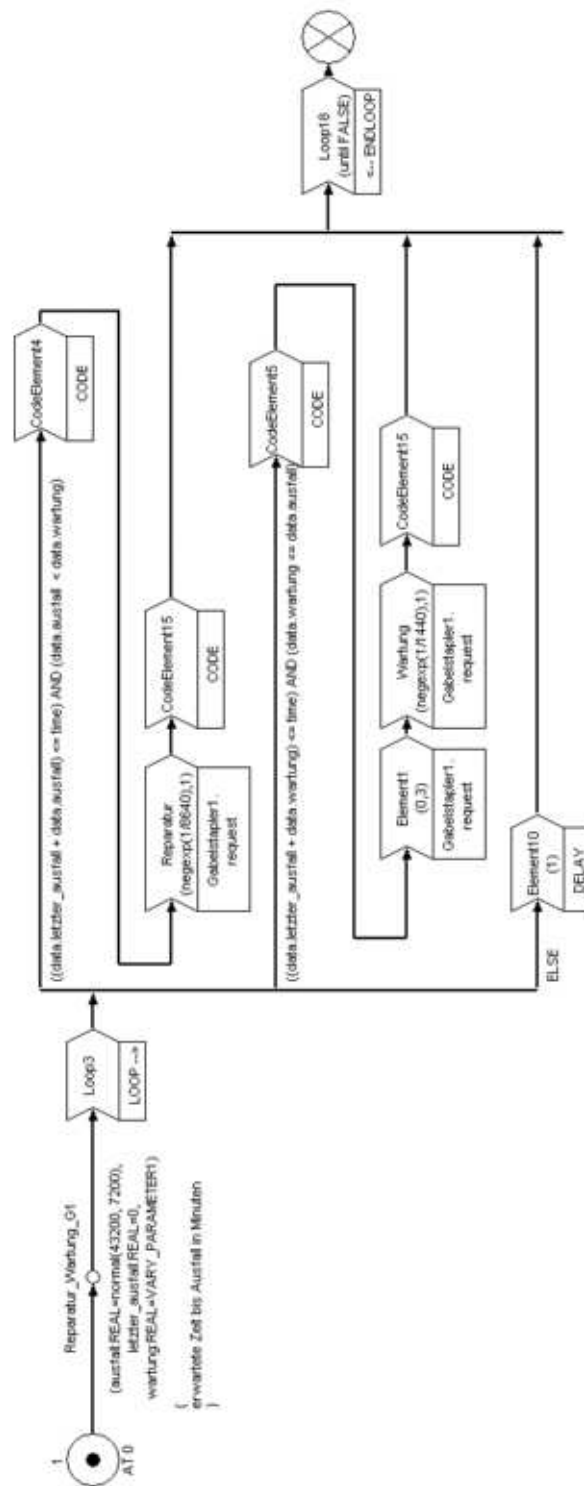 1
AT 0
Reparatur_Wartung_G1
(ausfall:REAL=normal(43200, 7200),
letzter_ausfall:REAL=0,
wartung:REAL=VARY_PARAMETER1)
{
erwartete Zeit bis Ausfall in Minuten
}
Loop3
LOOP -->
((data.letzter_ausfall + data.ausfall) <= time) AND (data.ausfall < data.wartung)
CodeElement4
CODE
Reparatur
(negexp(1/8640),1)
Gabelstapler1.
request
CodeElement15
CODE
((data.letzter_ausfall + data.wartung) <= time) AND (data.wartung <= data.ausfall)
CodeElement5
CODE
Element1
(0,3)
Gabelstapler1.
request
Wartung
(negexp(1/1440),1)
Gabelstapler1.
request
CodeElement15
CODE
ELSE
Element10
(1)
DELAY
Loop18
(until FALSE)
<-- ENDLOOP